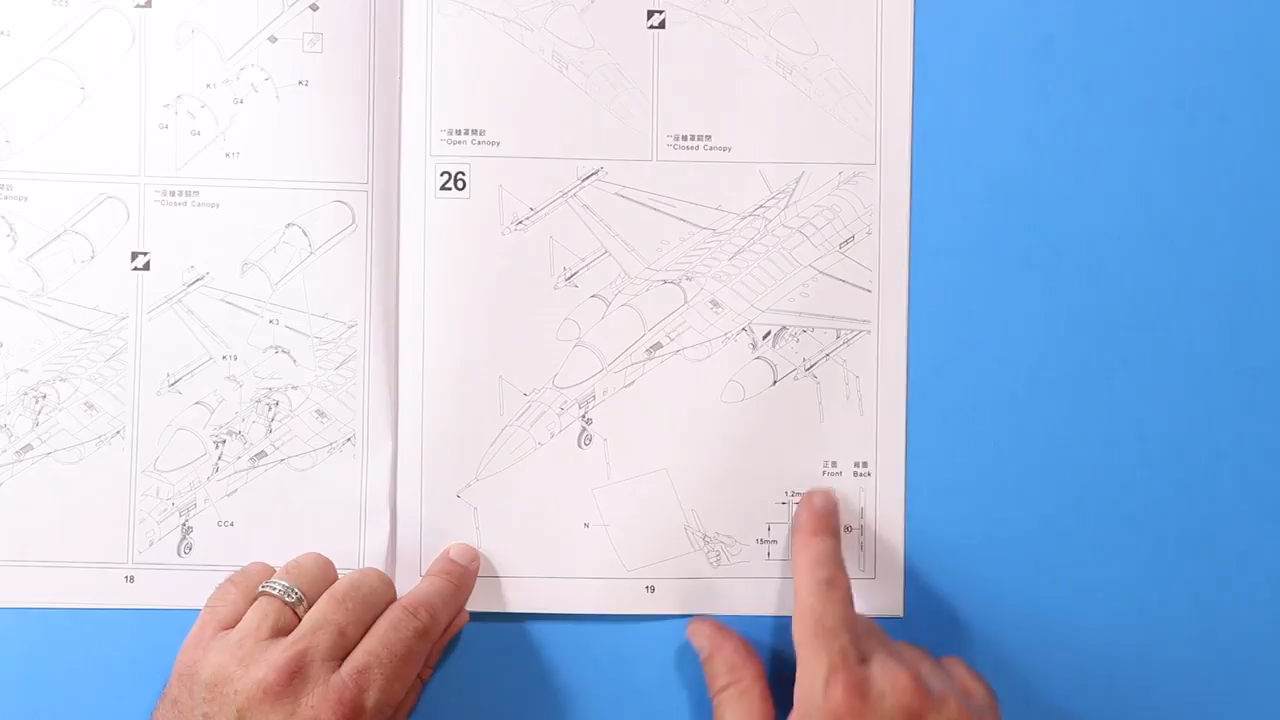 CC5
K2
K1
K2
G4
G4
G4
K17
**座艙罩開啟
**Open Canopy
**座艙罩關閉
**Closed Canopy
Canopy
**座艙罩關閉
**Closed Canopy
K3
K19
CC4
18
26
正面
Front
背面
Back
N
15mm
19